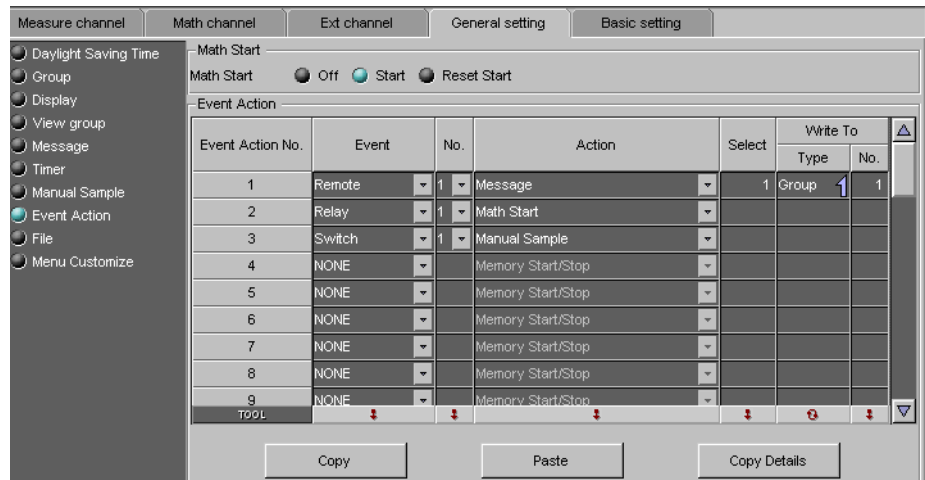 Measure channel Math channel Ext channel General setting Basic setting
Daylight Saving Time
Group
Display
View group
Message
Timer
Manual Sample
Event Action
File
Menu Customize
Math Start
Math Start Off Start Reset Start
Event Action
Event Action No. Event No. Action Select Write To
Type No.
1 Remote 1 Message 1 Group 1
2 Relay 1 Math Start
3 Switch 1 Manual Sample
4 NONE Memory Start/Stop
5 NONE Memory Start/Stop
6 NONE Memory Start/Stop
7 NONE Memory Start/Stop
8 NONE Memory Start/Stop
9 NONE Memory Start/Stop
TOOL
Copy Paste Copy Details